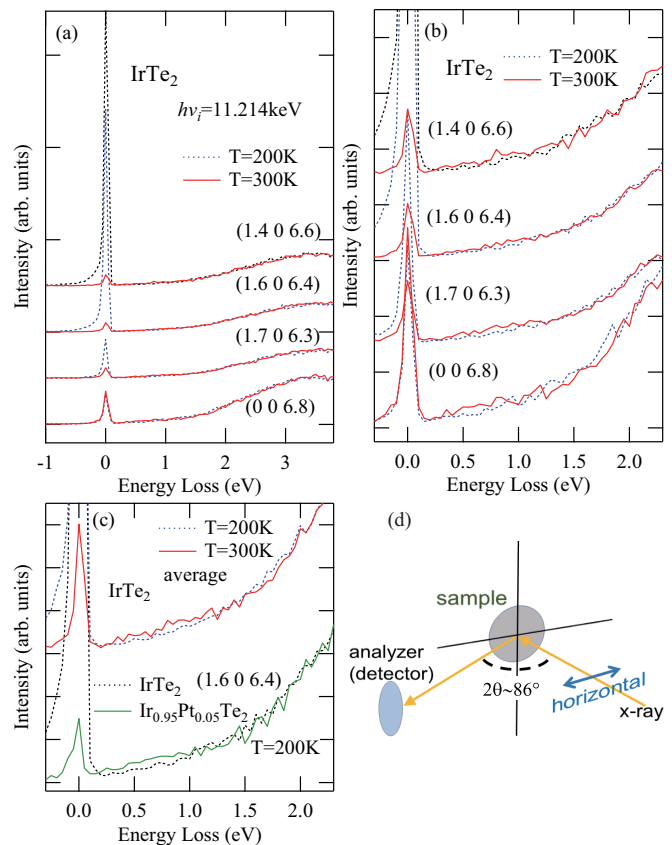 (a)
IrTe2
hνi=11.214keV
T=200K
T=300K
(1.4 0 6.6)
(1.6 0 6.4)
(1.7 0 6.3)
(0 0 6.8)
Intensity (arb. units)
-1 0 1 2 3
Energy Loss (eV)
(b)
T=200K
T=300K
IrTe2
(1.4 0 6.6)
(1.6 0 6.4)
(1.7 0 6.3)
(0 0 6.8)
Intensity (arb. units)
0.0 0.5 1.0 1.5 2.0
Energy Loss (eV)
(c)
T=200K
T=300K
average
IrTe2
IrTe2 (1.6 0 6.4)
Ir0.95Pt0.05Te2
T=200K
Intensity (arb. units)
0.0 0.5 1.0 1.5 2.0
Energy Loss (eV)
(d)
sample
analyzer
(detector)
2θ~86°
horizontal
x-ray